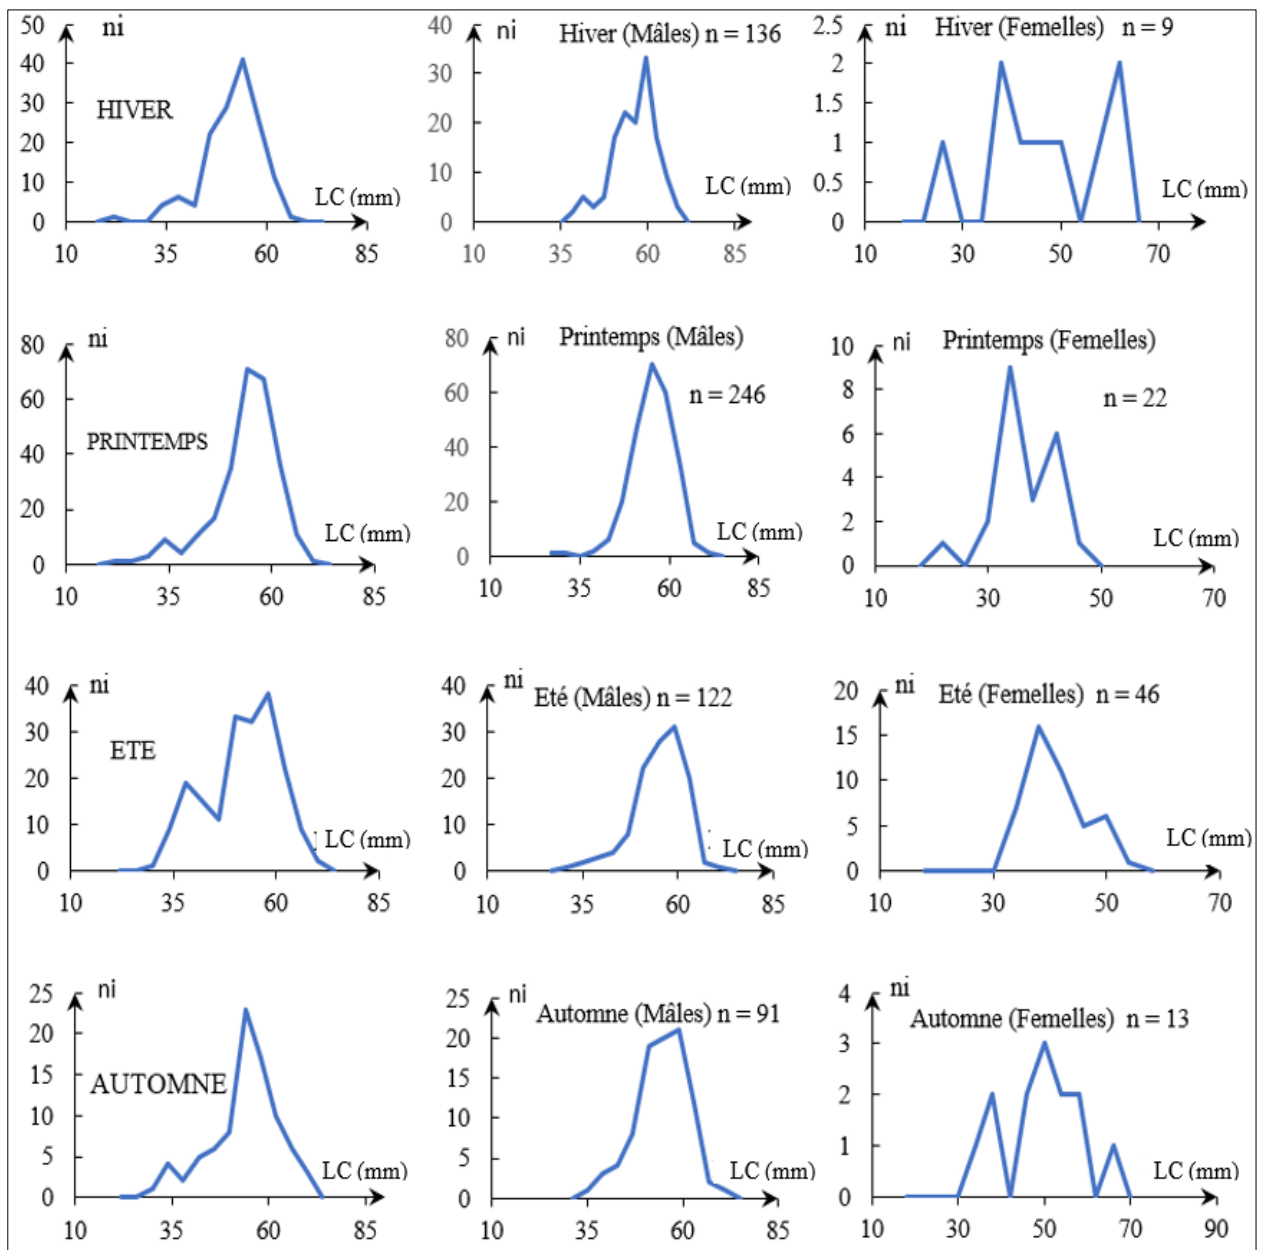 50
ni
40
30
HIVER
20
10
LC (mm)
0
10 35 60 85
40
ni
Hiver (Mâles) n = 136
30
20
10
LC (mm)
0
10 35 60 85
2.5
ni
Hiver (Femelles) n = 9
2
1.5
1
0.5
LC (mm)
0
10 30 50 70
80
ni
60
PRINTEMPS
40
20
LC (mm)
0
10 35 60 85
80
ni
Printemps (Mâles)
60
n = 246
40
20
LC (mm)
0
10 35 60 85
10
ni
Printemps (Femelles)
8
n = 22
6
4
2
LC (mm)
0
10 30 50 70
40
ni
30
ETE
20
10
LC (mm)
0
10 35 60 85
40
ni
Eté (Mâles) n = 122
30
20
10
LC (mm)
0
10 35 60 85
20
ni
Eté (Femelles) n = 46
15
10
5
LC (mm)
0
10 30 50 70
25
ni
20
15
AUTOMNE
10
5
LC (mm)
0
10 35 60 85
25
ni
Automne (Mâles) n = 91
20
15
10
5
LC (mm)
0
10 35 60 85
4
ni
Automne (Femelles) n = 13
3
2
1
LC (mm)
0
10 30 50 70 90